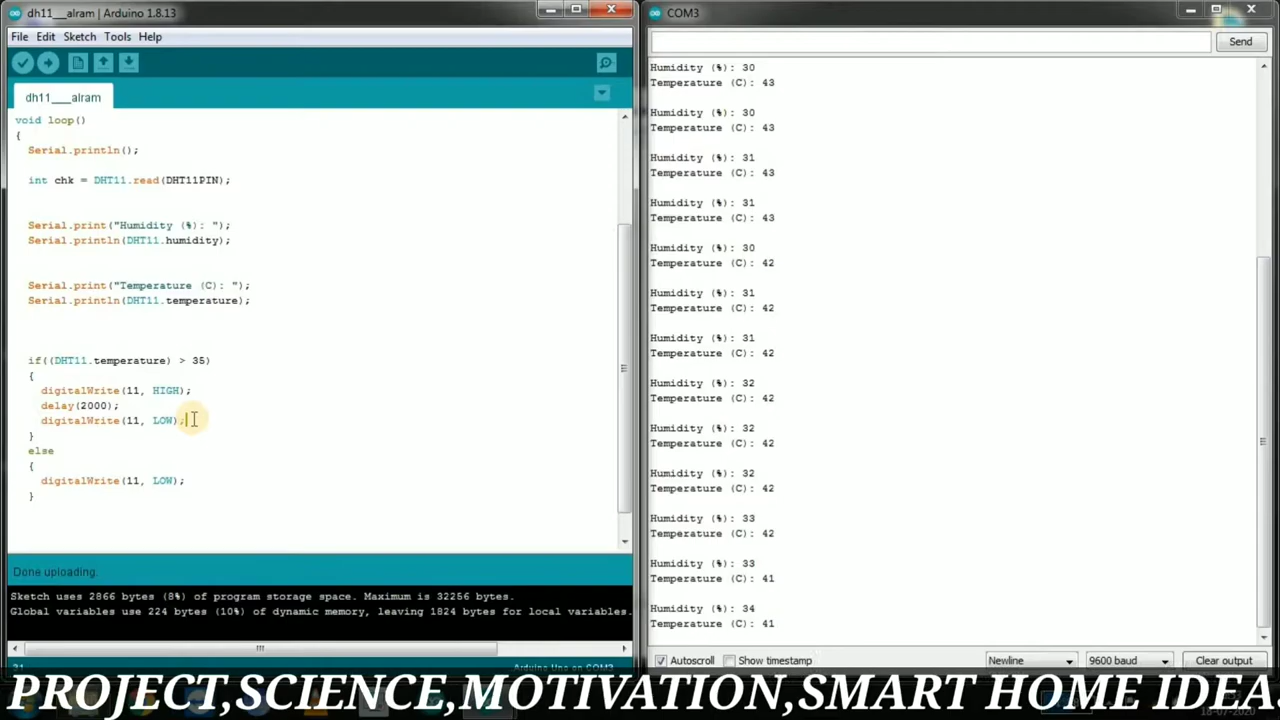 dh11___alram | Arduino 1.8.13
File Edit Sketch Tools Help
dh11___alram
void loop()
{
Serial.println();
int chk = DHT11.read(DHT11PIN);
Serial.print("Humidity (%): ");
Serial.println(DHT11.humidity);
Serial.print("Temperature (C): ");
Serial.println(DHT11.temperature);
if((DHT11.temperature) > 35)
{
digitalWrite(11, HIGH);
delay(2000);
digitalWrite(11, LOW);
}
else
{
digitalWrite(11, LOW);
}
Done uploading.
Sketch uses 2866 bytes (8%) of program storage space. Maximum is 32256 bytes.
Global variables use 224 bytes (10%) of dynamic memory, leaving 1824 bytes for local variables.
31
Arduino Uno on COM3
COM3
Send
Humidity (%): 30
Temperature (C): 43
Humidity (%): 30
Temperature (C): 43
Humidity (%): 31
Temperature (C): 43
Humidity (%): 31
Temperature (C): 43
Humidity (%): 30
Temperature (C): 42
Humidity (%): 31
Temperature (C): 42
Humidity (%): 31
Temperature (C): 42
Humidity (%): 32
Temperature (C): 42
Humidity (%): 32
Temperature (C): 42
Humidity (%): 32
Temperature (C): 42
Humidity (%): 33
Temperature (C): 42
Humidity (%): 33
Temperature (C): 41
Humidity (%): 34
Temperature (C): 41
Autoscroll Show timestamp Newline 9600 baud Clear output
PROJECT,SCIENCE,MOTIVATION,SMART HOME IDEA
18-07-2020